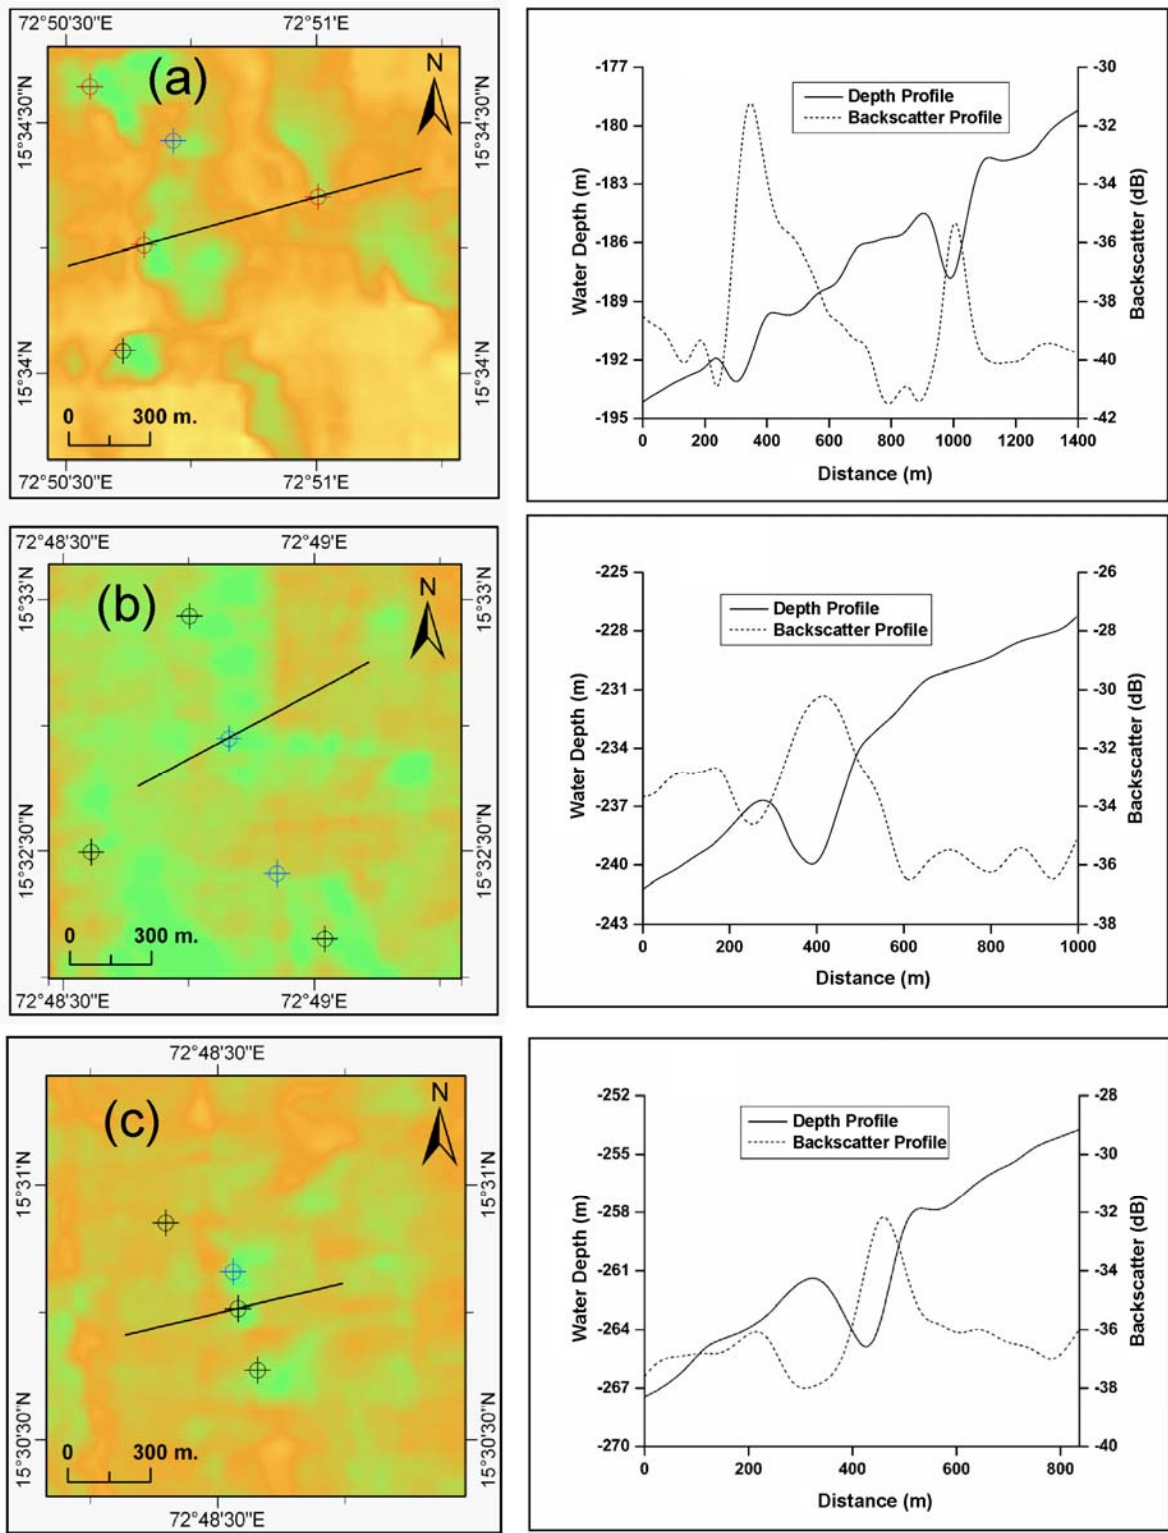 72°50'30"E 72°51'E
(a)
N
15°34'30"N 15°34'30"N
15°34'N 15°34'N
0 300 m.
72°50'30"E 72°51'E
-177 -30
Depth Profile
Backscatter Profile
-180 -32
-183 -34
-186 -36
-189 -38
-192 -40
-195 -42
Water Depth (m)
Backscatter (dB)
0 200 400 600 800 1000 1200 1400
Distance (m)
72°48'30"E 72°49'E
(b)
N
15°33'N 15°33'N
15°32'30"N 15°32'30"N
0 300 m.
72°48'30"E 72°49'E
-225 -26
Depth Profile
Backscatter Profile
-228 -28
-231 -30
-234 -32
-237 -34
-240 -36
-243 -38
Water Depth (m)
Backscatter (dB)
0 200 400 600 800 1000
Distance (m)
72°48'30"E
(c)
N
15°31'N 15°31'N
15°30'30"N 15°30'30"N
0 300 m.
72°48'30"E
-252 -28
Depth Profile
Backscatter Profile
-255 -30
-258 -32
-261 -34
-264 -36
-267 -38
-270 -40
Water Depth (m)
Backscatter (dB)
0 200 400 600 800
Distance (m)